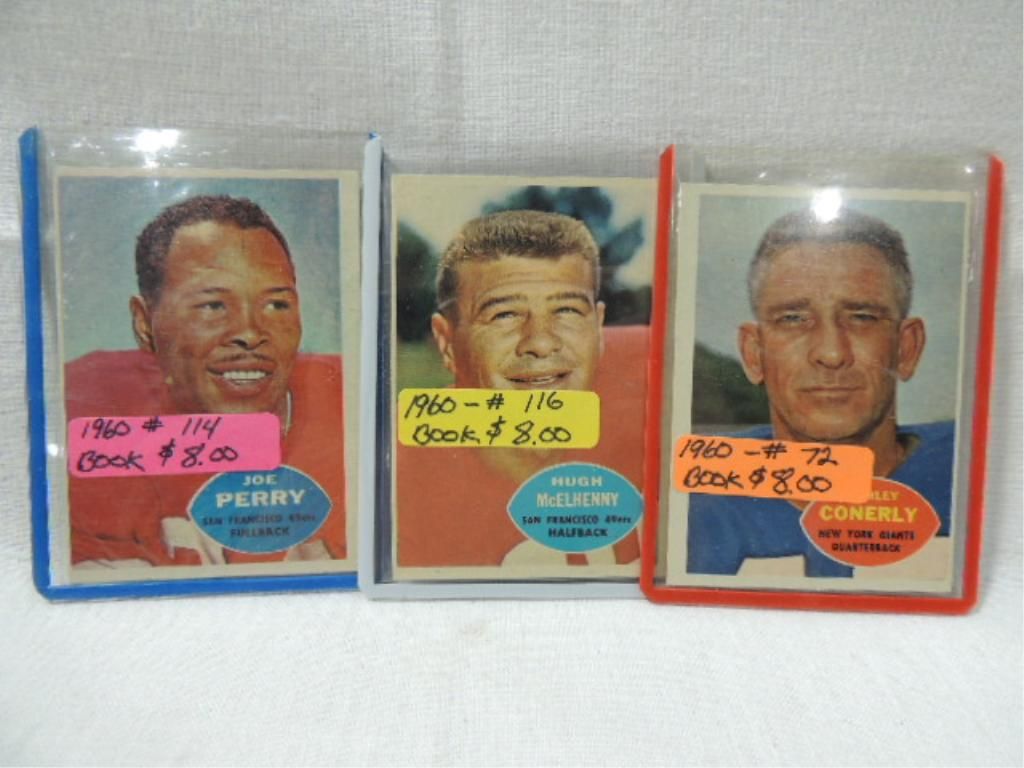 1960 # 114
BOOK $8.00
JOE
PERRY
SAN FRANCISCO 49ers
FULLBACK
1960 - # 116
BOOK $8.00
HUGH
McELHENNY
SAN FRANCISCO 49ers
HALFBACK
1960 - # 72
BOOK $8.00
CONERLY
NEW YORK GIANTS
QUARTERBACK